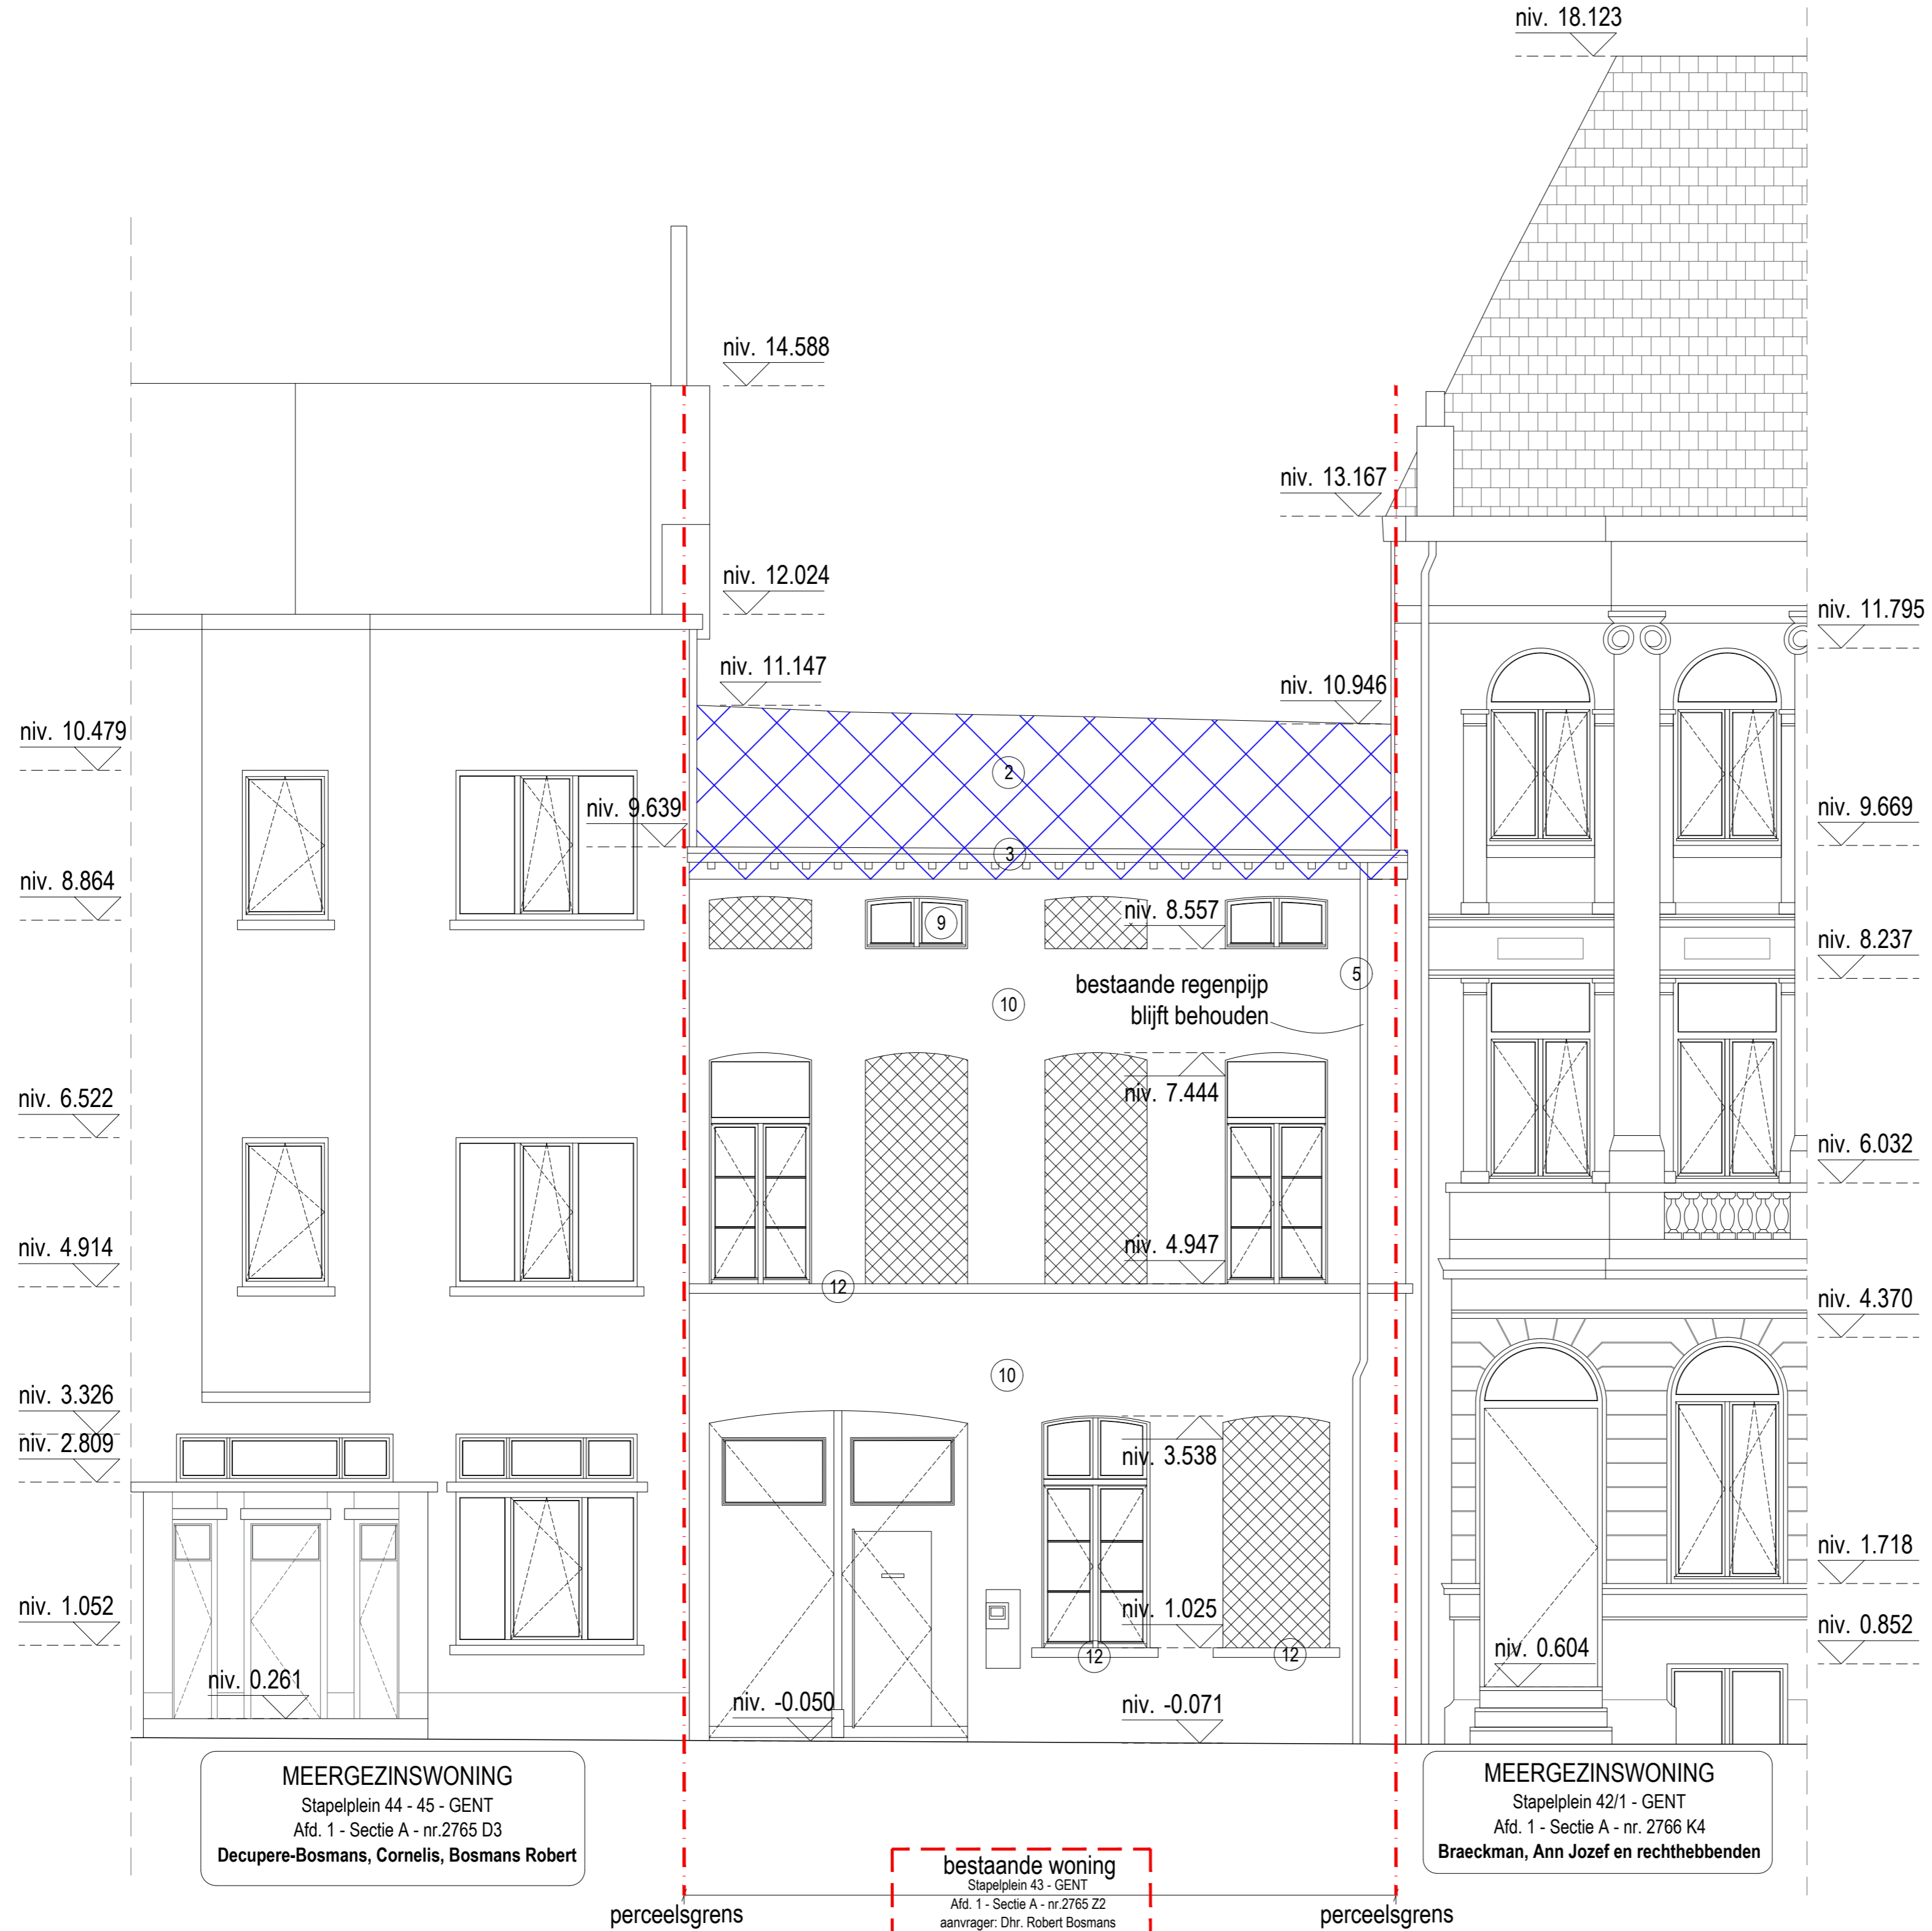 niv. 18.123
niv. 14.588
niv. 13.167
niv. 12.024
niv. 11.795
niv. 11.147
niv. 10.946
niv. 10.479
2
niv. 9.639
niv. 9.669
3
niv. 8.864
niv. 8.557
9
niv. 8.237
5
bestaande regenpijp
blijft behouden
10
niv. 7.444
niv. 6.522
niv. 6.032
niv. 4.914
niv. 4.947
12
niv. 4.370
10
niv. 3.326
niv. 2.809
niv. 3.538
niv. 1.718
niv. 1.052
niv. 1.025
niv. 0.852
12
12
niv. 0.604
niv. 0.261
niv. -0.050
niv. -0.071
MEERGEZINSWONING
Stapelplein 44 - 45 - GENT
Afd. 1 - Sectie A - nr.2765 D3
Decupere-Bosmans, Cornelis, Bosmans Robert
MEERGEZINSWONING
Stapelplein 42/1 - GENT
Afd. 1 - Sectie A - nr. 2766 K4
Braeckman, Ann Jozef en rechthebbenden
bestaande woning
Stapelplein 43 - GENT
Afd. 1 - Sectie A - nr.2765 Z2
aanvrager: Dhr. Robert Bosmans
perceelsgrens
perceelsgrens